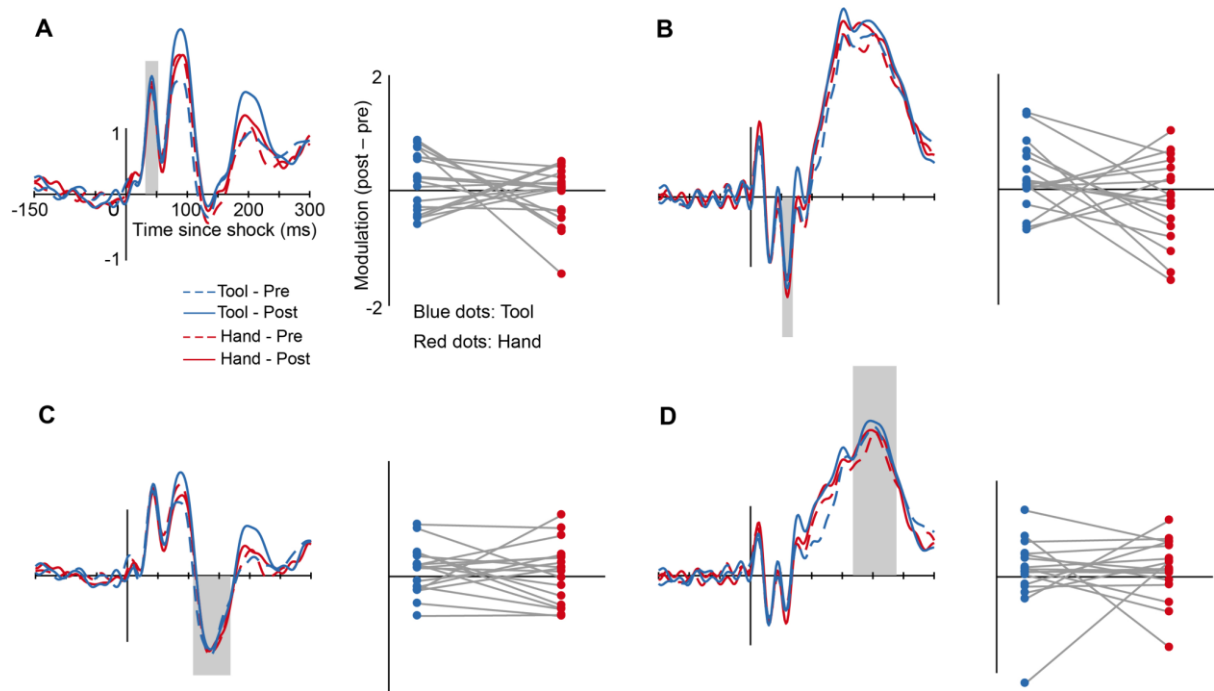 A
1
-150
0
100
200
300
Time since shock (ms)
-1
Tool - Pre
Tool - Post
Hand - Pre
Hand - Post
2
Modulation (post – pre)
0
-2
Blue dots: Tool
Red dots: Hand
B
C
D